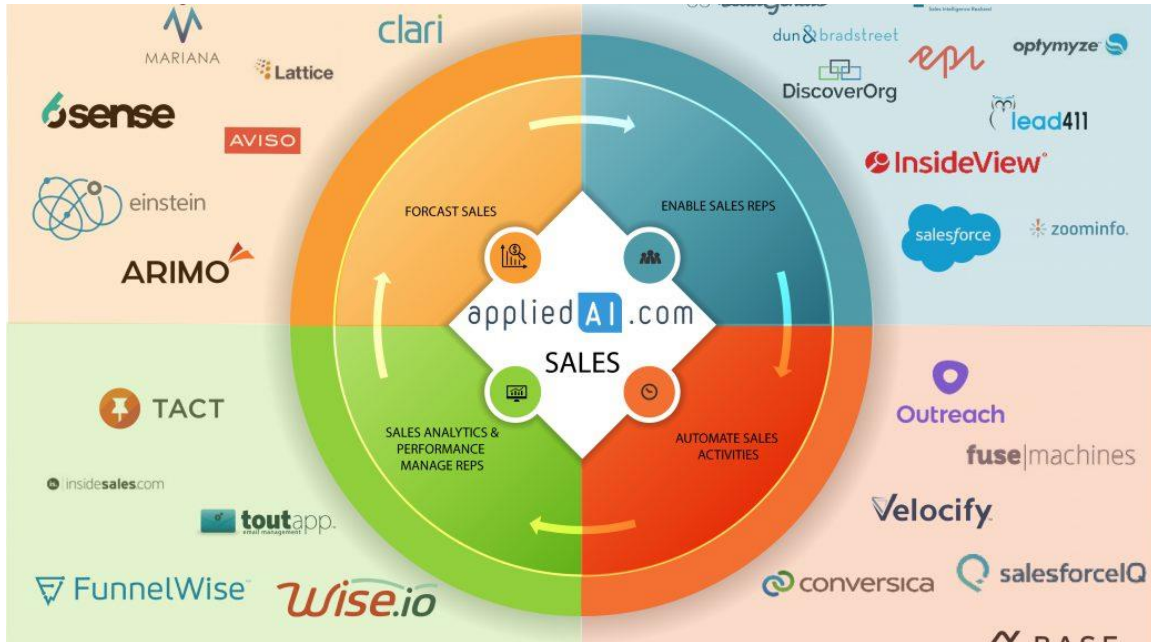 MARIANA
clari
Lattice
6sense
AVISO
einstein
ARIMO
dun&bradstreet
epi
optymyze
DiscoverOrg
lead411
InsideView
salesforce
zoominfo.
FORCAST SALES
ENABLE SALES REPS
appliedAI.com
SALES
SALES ANALYTICS &
PERFORMANCE
MANAGE REPS
AUTOMATE SALES
ACTIVITIES
TACT
insidesales.com
toutapp
email management
FunnelWise
Wise.io
Outreach
fuse|machines
Velocify
conversica
salesforceIQ
BASE